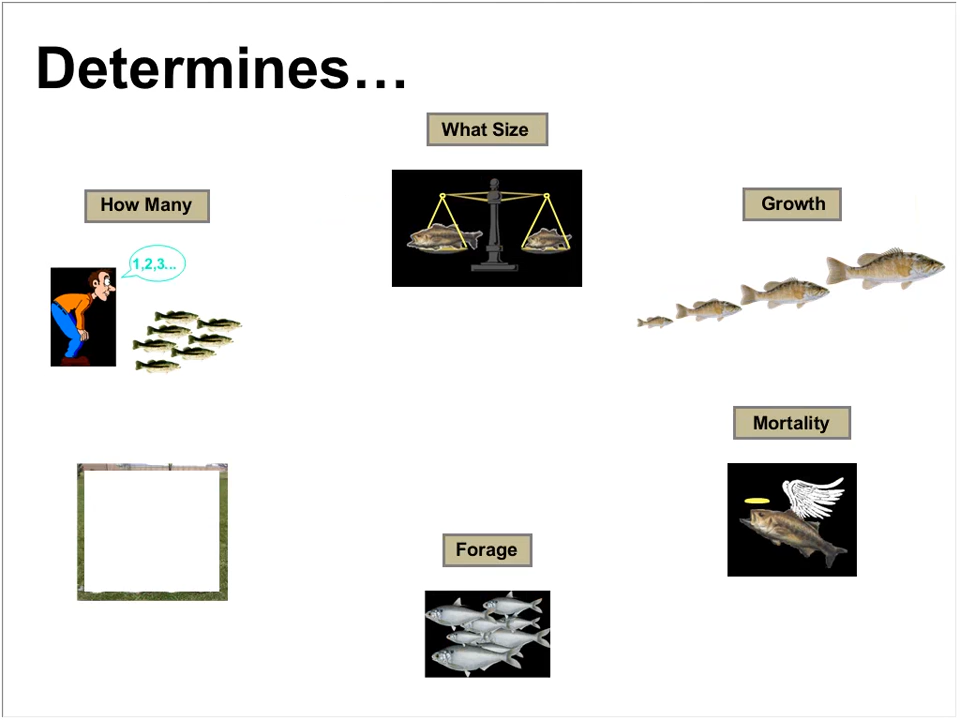 Determines…
What Size
How Many
Growth
1,2,3...
Mortality
Forage